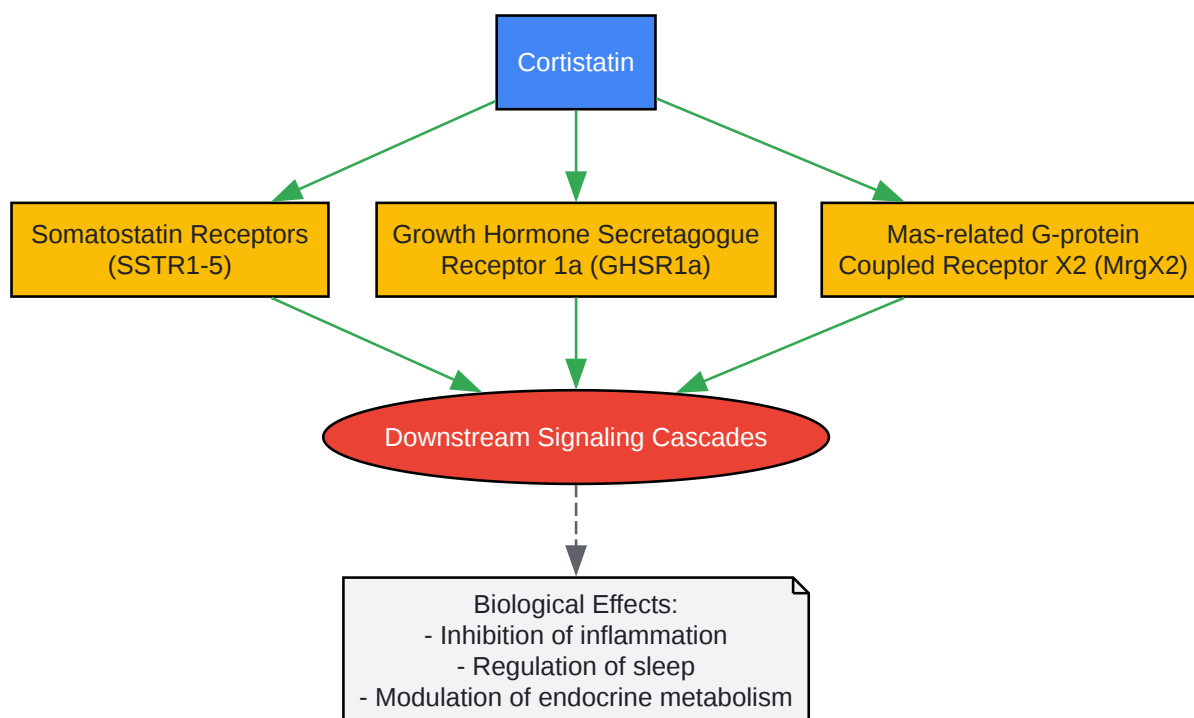 Cortistatin
Somatostatin Receptors
(SSTR1-5)
Growth Hormone Secretagogue
Receptor 1a (GHSR1a)
Mas-related G-protein
Coupled Receptor X2 (MrgX2)
Downstream Signaling Cascades
Biological Effects:
- Inhibition of inflammation
- Regulation of sleep
- Modulation of endocrine metabolism